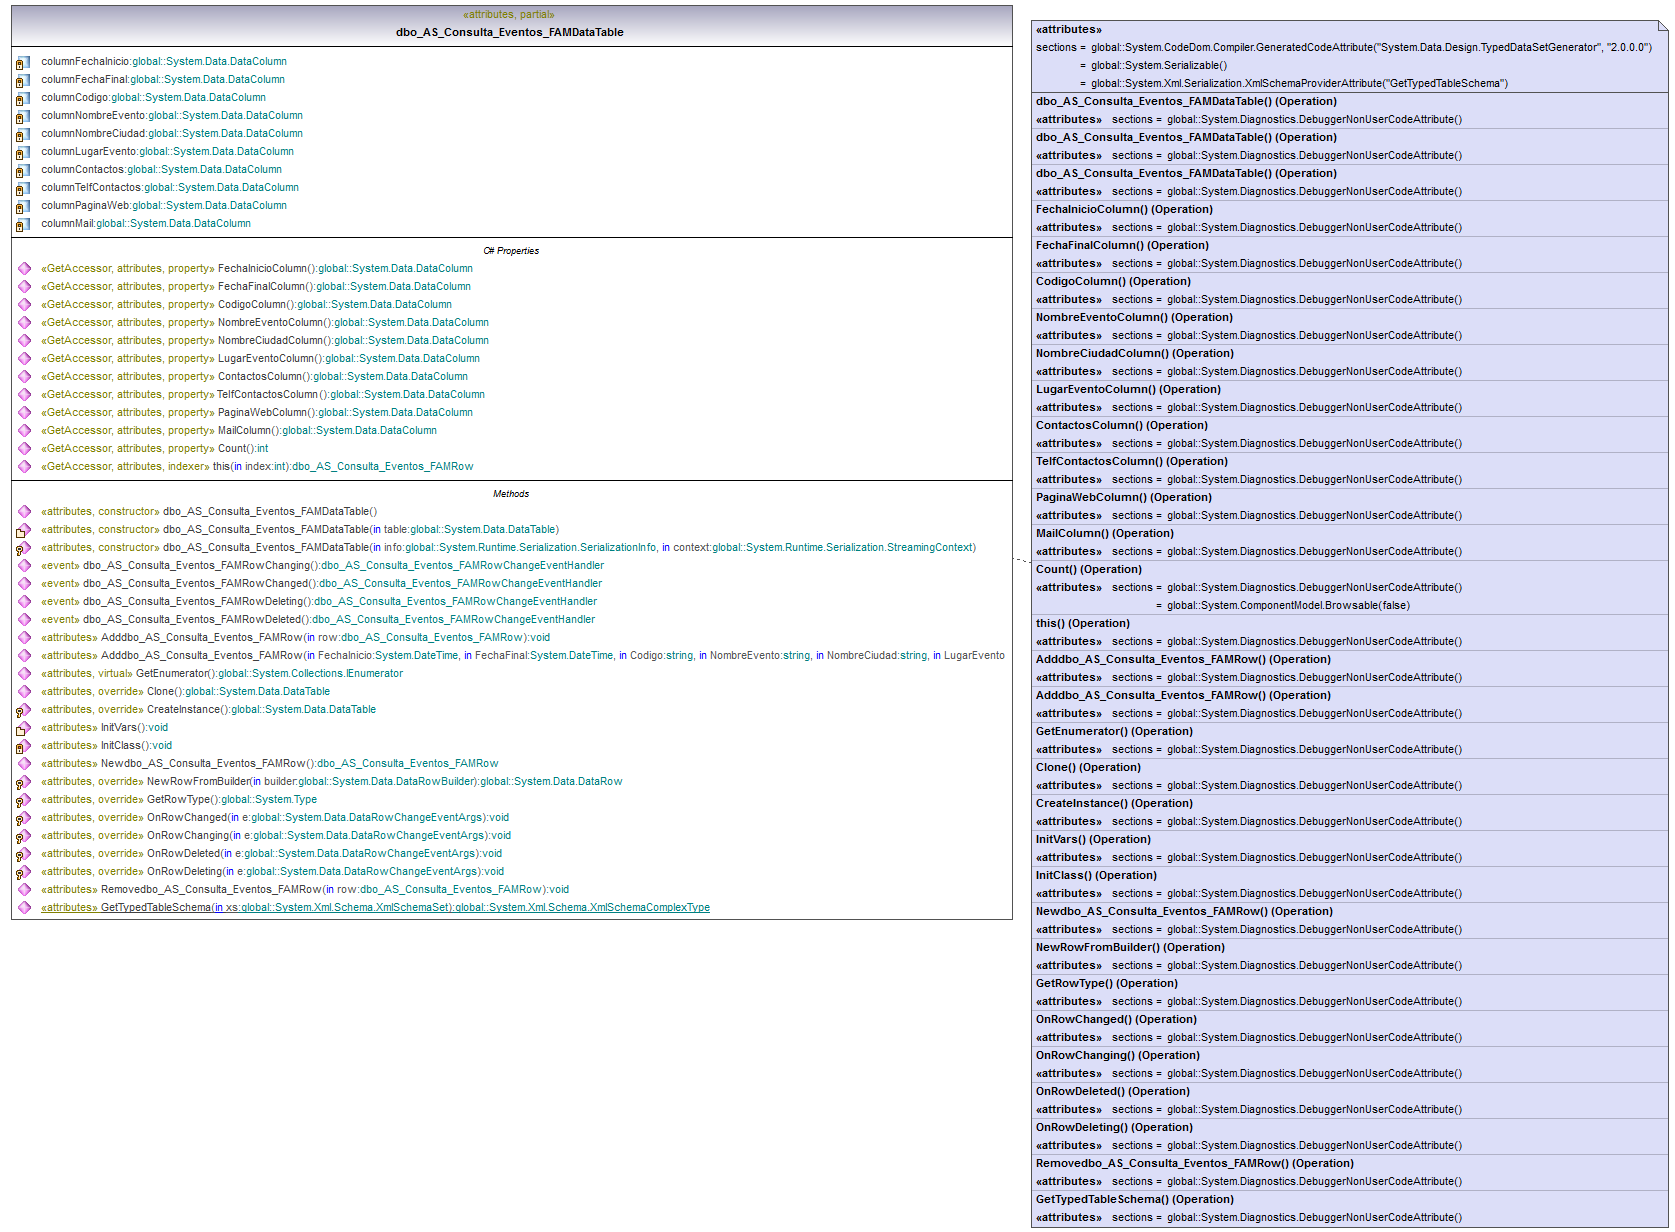 «attributes, partial»
dbo_AS_Consulta_Eventos_FAMDataTable
columnFechaInicio:global::System.Data.DataColumn
columnFechaFinal:global::System.Data.DataColumn
columnCodigo:global::System.Data.DataColumn
columnNombreEvento:global::System.Data.DataColumn
columnNombreCiudad:global::System.Data.DataColumn
columnLugarEvento:global::System.Data.DataColumn
columnContactos:global::System.Data.DataColumn
columnTelfContactos:global::System.Data.DataColumn
columnPaginaWeb:global::System.Data.DataColumn
columnMail:global::System.Data.DataColumn
C# Properties
«GetAccessor, attributes, property» FechaInicioColumn():global::System.Data.DataColumn
«GetAccessor, attributes, property» FechaFinalColumn():global::System.Data.DataColumn
«GetAccessor, attributes, property» CodigoColumn():global::System.Data.DataColumn
«GetAccessor, attributes, property» NombreEventoColumn():global::System.Data.DataColumn
«GetAccessor, attributes, property» NombreCiudadColumn():global::System.Data.DataColumn
«GetAccessor, attributes, property» LugarEventoColumn():global::System.Data.DataColumn
«GetAccessor, attributes, property» ContactosColumn():global::System.Data.DataColumn
«GetAccessor, attributes, property» TelfContactosColumn():global::System.Data.DataColumn
«GetAccessor, attributes, property» PaginaWebColumn():global::System.Data.DataColumn
«GetAccessor, attributes, property» MailColumn():global::System.Data.DataColumn
«GetAccessor, attributes, property» Count():int
«GetAccessor, attributes, indexer» this(in index:int):dbo_AS_Consulta_Eventos_FAMRow
Methods
«attributes, constructor» dbo_AS_Consulta_Eventos_FAMDataTable()
«attributes, constructor» dbo_AS_Consulta_Eventos_FAMDataTable(in table:global::System.Data.DataTable)
«attributes, constructor» dbo_AS_Consulta_Eventos_FAMDataTable(in info:global::System.Runtime.Serialization.SerializationInfo, in context:global::System.Runtime.Serialization.StreamingContext)
«event» dbo_AS_Consulta_Eventos_FAMRowChanging():dbo_AS_Consulta_Eventos_FAMRowChangeEventHandler
«event» dbo_AS_Consulta_Eventos_FAMRowChanged():dbo_AS_Consulta_Eventos_FAMRowChangeEventHandler
«event» dbo_AS_Consulta_Eventos_FAMRowDeleting():dbo_AS_Consulta_Eventos_FAMRowChangeEventHandler
«event» dbo_AS_Consulta_Eventos_FAMRowDeleted():dbo_AS_Consulta_Eventos_FAMRowChangeEventHandler
«attributes» Adddbo_AS_Consulta_Eventos_FAMRow(in row:dbo_AS_Consulta_Eventos_FAMRow):void
«attributes» Adddbo_AS_Consulta_Eventos_FAMRow(in FechaInicio:System.DateTime, in FechaFinal:System.DateTime, in Codigo:string, in NombreEvento:string, in NombreCiudad:string, in LugarEvento
«attributes, virtual» GetEnumerator():global::System.Collections.IEnumerator
«attributes, override» Clone():global::System.Data.DataTable
«attributes, override» CreateInstance():global::System.Data.DataTable
«attributes» InitVars():void
«attributes» InitClass():void
«attributes» Newdbo_AS_Consulta_Eventos_FAMRow():dbo_AS_Consulta_Eventos_FAMRow
«attributes, override» NewRowFromBuilder(in builder:global::System.Data.DataRowBuilder):global::System.Data.DataRow
«attributes, override» GetRowType():global::System.Type
«attributes, override» OnRowChanged(in e:global::System.Data.DataRowChangeEventArgs):void
«attributes, override» OnRowChanging(in e:global::System.Data.DataRowChangeEventArgs):void
«attributes, override» OnRowDeleted(in e:global::System.Data.DataRowChangeEventArgs):void
«attributes, override» OnRowDeleting(in e:global::System.Data.DataRowChangeEventArgs):void
«attributes» Removedbo_AS_Consulta_Eventos_FAMRow(in row:dbo_AS_Consulta_Eventos_FAMRow):void
«attributes» GetTypedTableSchema(in xs:global::System.Xml.Schema.XmlSchemaSet):global::System.Xml.Schema.XmlSchemaComplexType
«attributes»
sections = global::System.CodeDom.Compiler.GeneratedCodeAttribute("System.Data.Design.TypedDataSetGenerator", "2.0.0.0")
= global::System.Serializable()
= global::System.Xml.Serialization.XmlSchemaProviderAttribute("GetTypedTableSchema")
dbo_AS_Consulta_Eventos_FAMDataTable() (Operation)
«attributes» sections = global::System.Diagnostics.DebuggerNonUserCodeAttribute()
dbo_AS_Consulta_Eventos_FAMDataTable() (Operation)
«attributes» sections = global::System.Diagnostics.DebuggerNonUserCodeAttribute()
dbo_AS_Consulta_Eventos_FAMDataTable() (Operation)
«attributes» sections = global::System.Diagnostics.DebuggerNonUserCodeAttribute()
FechaInicioColumn() (Operation)
«attributes» sections = global::System.Diagnostics.DebuggerNonUserCodeAttribute()
FechaFinalColumn() (Operation)
«attributes» sections = global::System.Diagnostics.DebuggerNonUserCodeAttribute()
CodigoColumn() (Operation)
«attributes» sections = global::System.Diagnostics.DebuggerNonUserCodeAttribute()
NombreEventoColumn() (Operation)
«attributes» sections = global::System.Diagnostics.DebuggerNonUserCodeAttribute()
NombreCiudadColumn() (Operation)
«attributes» sections = global::System.Diagnostics.DebuggerNonUserCodeAttribute()
LugarEventoColumn() (Operation)
«attributes» sections = global::System.Diagnostics.DebuggerNonUserCodeAttribute()
ContactosColumn() (Operation)
«attributes» sections = global::System.Diagnostics.DebuggerNonUserCodeAttribute()
TelfContactosColumn() (Operation)
«attributes» sections = global::System.Diagnostics.DebuggerNonUserCodeAttribute()
PaginaWebColumn() (Operation)
«attributes» sections = global::System.Diagnostics.DebuggerNonUserCodeAttribute()
MailColumn() (Operation)
«attributes» sections = global::System.Diagnostics.DebuggerNonUserCodeAttribute()
Count() (Operation)
«attributes» sections = global::System.Diagnostics.DebuggerNonUserCodeAttribute()
= global::System.ComponentModel.Browsable(false)
this() (Operation)
«attributes» sections = global::System.Diagnostics.DebuggerNonUserCodeAttribute()
Adddbo_AS_Consulta_Eventos_FAMRow() (Operation)
«attributes» sections = global::System.Diagnostics.DebuggerNonUserCodeAttribute()
Adddbo_AS_Consulta_Eventos_FAMRow() (Operation)
«attributes» sections = global::System.Diagnostics.DebuggerNonUserCodeAttribute()
GetEnumerator() (Operation)
«attributes» sections = global::System.Diagnostics.DebuggerNonUserCodeAttribute()
Clone() (Operation)
«attributes» sections = global::System.Diagnostics.DebuggerNonUserCodeAttribute()
CreateInstance() (Operation)
«attributes» sections = global::System.Diagnostics.DebuggerNonUserCodeAttribute()
InitVars() (Operation)
«attributes» sections = global::System.Diagnostics.DebuggerNonUserCodeAttribute()
InitClass() (Operation)
«attributes» sections = global::System.Diagnostics.DebuggerNonUserCodeAttribute()
Newdbo_AS_Consulta_Eventos_FAMRow() (Operation)
«attributes» sections = global::System.Diagnostics.DebuggerNonUserCodeAttribute()
NewRowFromBuilder() (Operation)
«attributes» sections = global::System.Diagnostics.DebuggerNonUserCodeAttribute()
GetRowType() (Operation)
«attributes» sections = global::System.Diagnostics.DebuggerNonUserCodeAttribute()
OnRowChanged() (Operation)
«attributes» sections = global::System.Diagnostics.DebuggerNonUserCodeAttribute()
OnRowChanging() (Operation)
«attributes» sections = global::System.Diagnostics.DebuggerNonUserCodeAttribute()
OnRowDeleted() (Operation)
«attributes» sections = global::System.Diagnostics.DebuggerNonUserCodeAttribute()
OnRowDeleting() (Operation)
«attributes» sections = global::System.Diagnostics.DebuggerNonUserCodeAttribute()
Removedbo_AS_Consulta_Eventos_FAMRow() (Operation)
«attributes» sections = global::System.Diagnostics.DebuggerNonUserCodeAttribute()
GetTypedTableSchema() (Operation)
«attributes» sections = global::System.Diagnostics.DebuggerNonUserCodeAttribute()